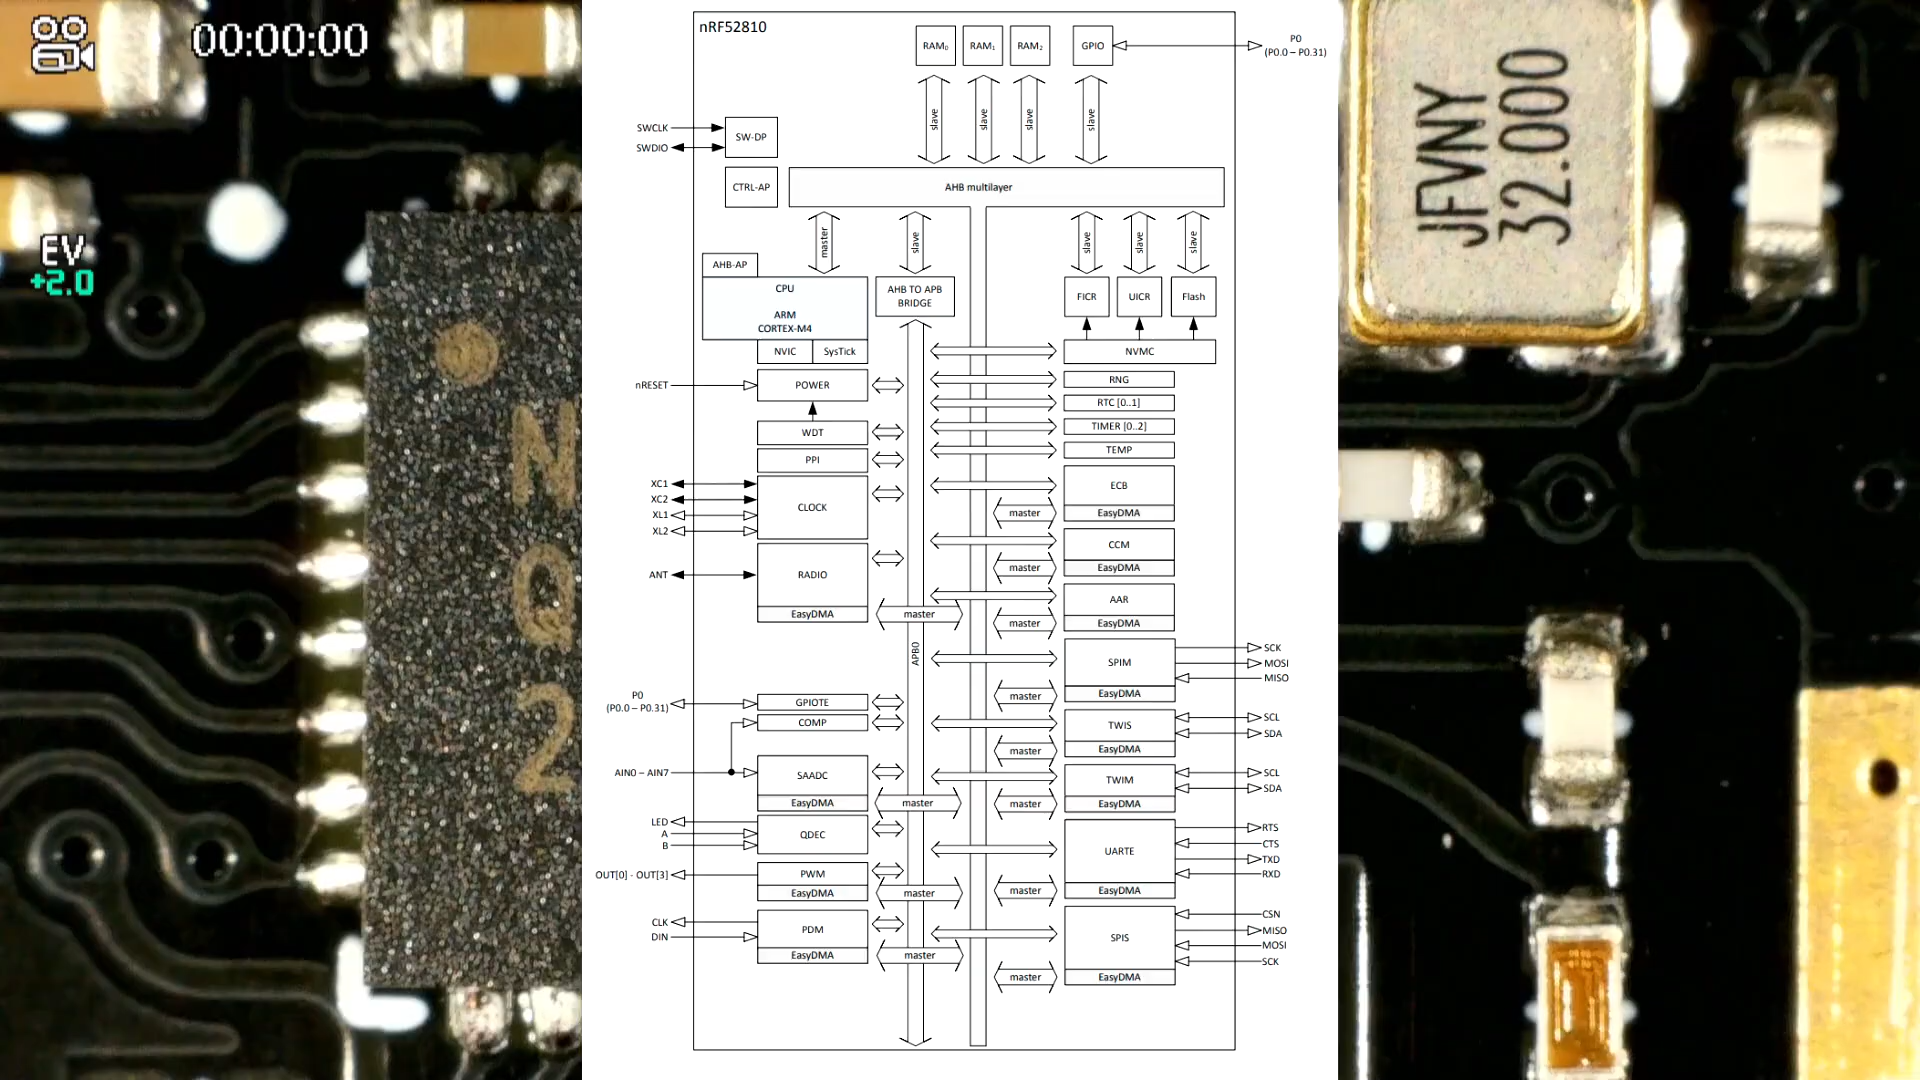 00:00:00
EV
+2.0
N
Q
2
nRF52810
RAM₀
RAM₁
RAM₂
GPIO
P0
(P0.0 – P0.31)
slave
slave
slave
slave
SWCLK
SWDIO
SW-DP
CTRL-AP
AHB multilayer
master
slave
slave
slave
slave
AHB-AP
CPU
ARM
CORTEX-M4
NVIC
SysTick
AHB TO APB
BRIDGE
FICR
UICR
Flash
NVMC
nRESET
POWER
RNG
RTC [0..1]
WDT
TIMER [0..2]
PPI
TEMP
XC1
XC2
XL1
XL2
CLOCK
ECB
master
EasyDMA
ANT
RADIO
EasyDMA
master
CCM
master
EasyDMA
AAR
master
EasyDMA
APB0
SPIM
master
EasyDMA
SCK
MOSI
MISO
P0
(P0.0 – P0.31)
GPIOTE
COMP
TWIS
master
EasyDMA
SCL
SDA
AIN0 – AIN7
SAADC
EasyDMA
master
TWIM
master
EasyDMA
SCL
SDA
LED
A
B
QDEC
UARTE
master
EasyDMA
RTS
CTS
TXD
RXD
OUT[0] - OUT[3]
PWM
EasyDMA
master
CLK
DIN
PDM
EasyDMA
master
SPIS
master
EasyDMA
CSN
MISO
MOSI
SCK
JFVNY
32.000